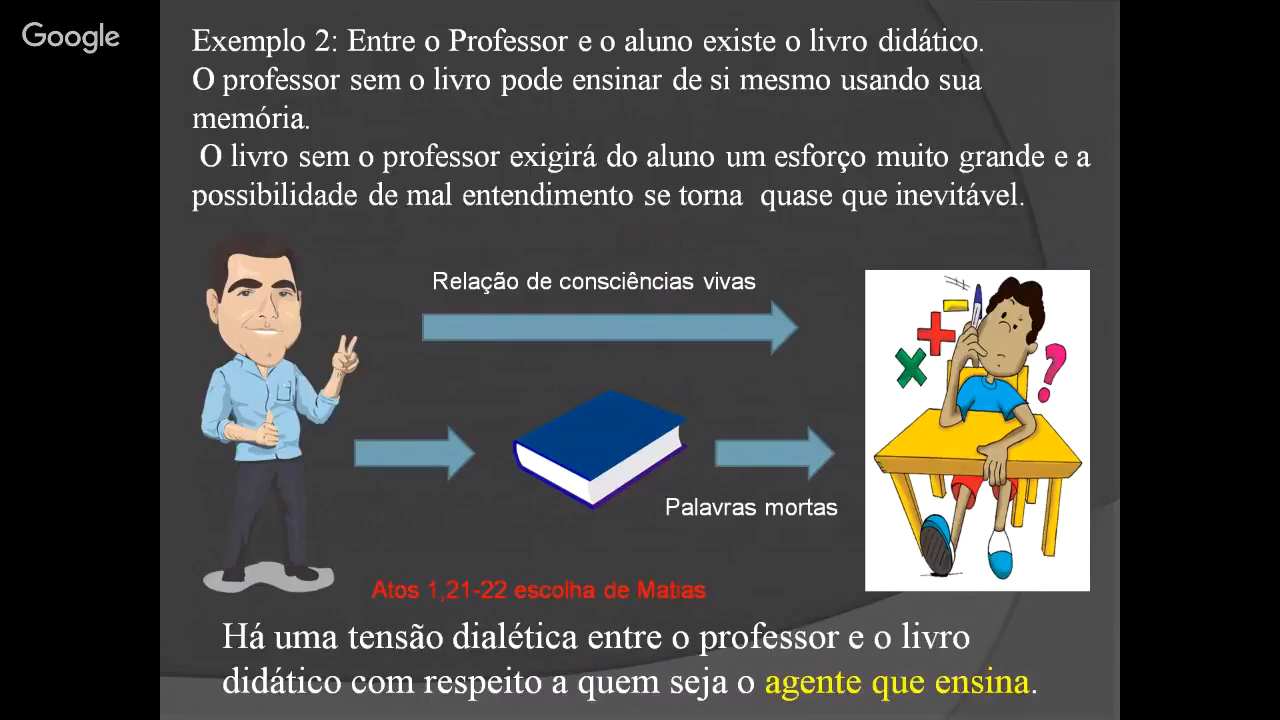 Google
Exemplo 2: Entre o Professor e o aluno existe o livro didático.
O professor sem o livro pode ensinar de si mesmo usando sua
memória.
O livro sem o professor exigirá do aluno um esforço muito grande e a
possibilidade de mal entendimento se torna quase que inevitável.
Relação de consciências vivas
Palavras mortas
Atos 1,21-22 escolha de Matias
Há uma tensão dialética entre o professor e o livro
didático com respeito a quem seja o agente que ensina.